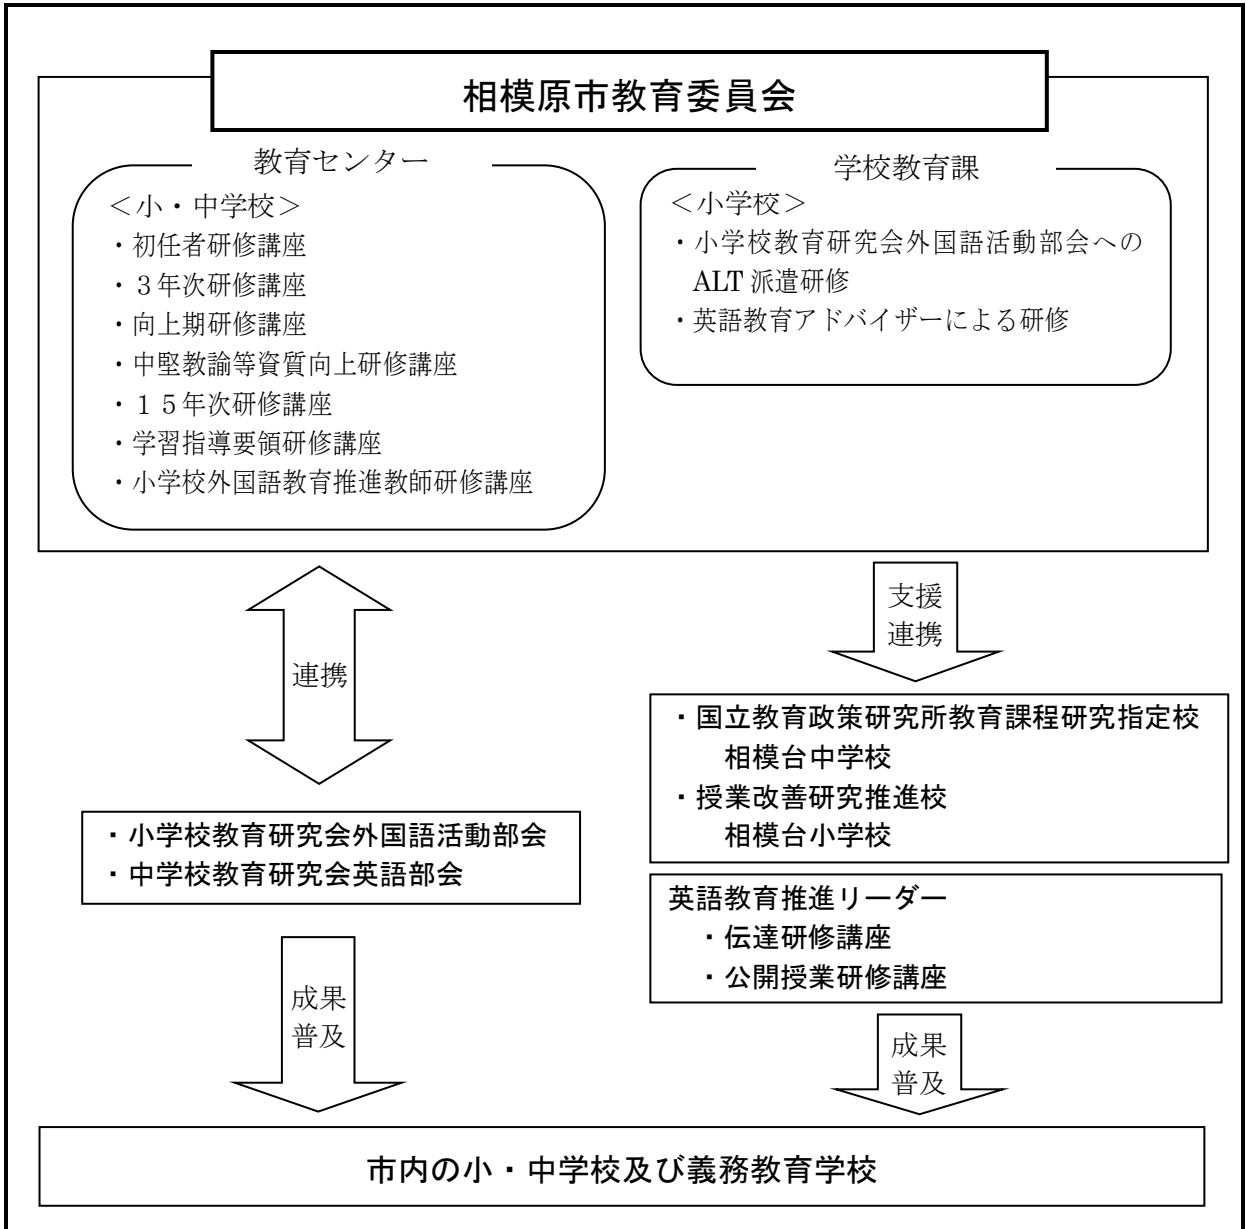 相模原市教育委員会
教育センター
＜小・中学校＞
・初任者研修講座
・３年次研修講座
・向上期研修講座
・中堅教諭等資質向上研修講座
・１５年次研修講座
・学習指導要領研修講座
・小学校外国語教育推進教師研修講座
学校教育課
＜小学校＞
・小学校教育研究会外国語活動部会への
ALT 派遣研修
・英語教育アドバイザーによる研修
連携
支援
連携
・小学校教育研究会外国語活動部会
・中学校教育研究会英語部会
・国立教育政策研究所教育課程研究指定校
相模台中学校
・授業改善研究推進校
相模台小学校
英語教育推進リーダー
・伝達研修講座
・公開授業研修講座
成果
普及
成果
普及
市内の小・中学校及び義務教育学校